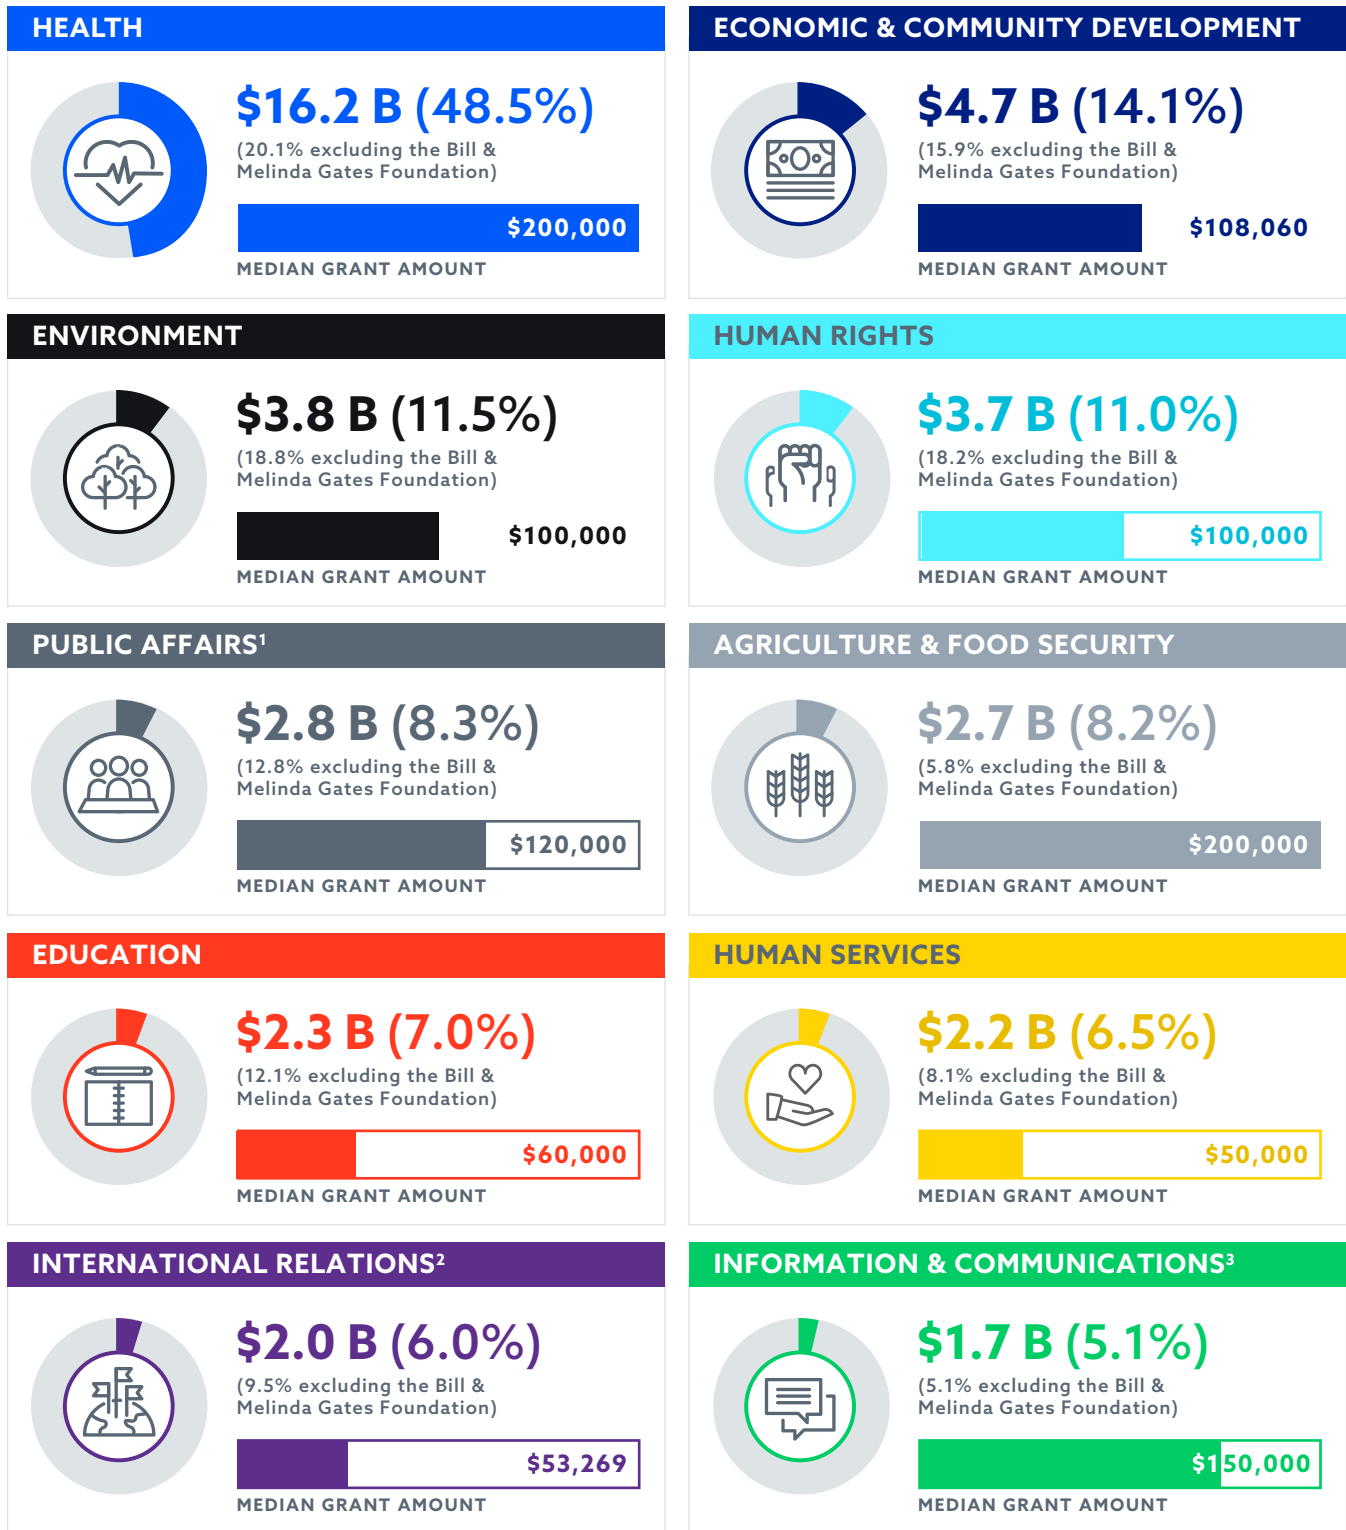 HEALTH
$16.2 B (48.5%)
(20.1% excluding the Bill &
Melinda Gates Foundation)
$200,000
MEDIAN GRANT AMOUNT
ECONOMIC & COMMUNITY DEVELOPMENT
$4.7 B (14.1%)
(15.9% excluding the Bill &
Melinda Gates Foundation)
$108,060
MEDIAN GRANT AMOUNT
ENVIRONMENT
$3.8 B (11.5%)
(18.8% excluding the Bill &
Melinda Gates Foundation)
$100,000
MEDIAN GRANT AMOUNT
HUMAN RIGHTS
$3.7 B (11.0%)
(18.2% excluding the Bill &
Melinda Gates Foundation)
$100,000
MEDIAN GRANT AMOUNT
PUBLIC AFFAIRS¹
$2.8 B (8.3%)
(12.8% excluding the Bill &
Melinda Gates Foundation)
$120,000
MEDIAN GRANT AMOUNT
AGRICULTURE & FOOD SECURITY
$2.7 B (8.2%)
(5.8% excluding the Bill &
Melinda Gates Foundation)
$200,000
MEDIAN GRANT AMOUNT
EDUCATION
$2.3 B (7.0%)
(12.1% excluding the Bill &
Melinda Gates Foundation)
$60,000
MEDIAN GRANT AMOUNT
HUMAN SERVICES
$2.2 B (6.5%)
(8.1% excluding the Bill &
Melinda Gates Foundation)
$50,000
MEDIAN GRANT AMOUNT
INTERNATIONAL RELATIONS²
$2.0 B (6.0%)
(9.5% excluding the Bill &
Melinda Gates Foundation)
$53,269
MEDIAN GRANT AMOUNT
INFORMATION & COMMUNICATIONS³
$1.7 B (5.1%)
(5.1% excluding the Bill &
Melinda Gates Foundation)
$150,000
MEDIAN GRANT AMOUNT